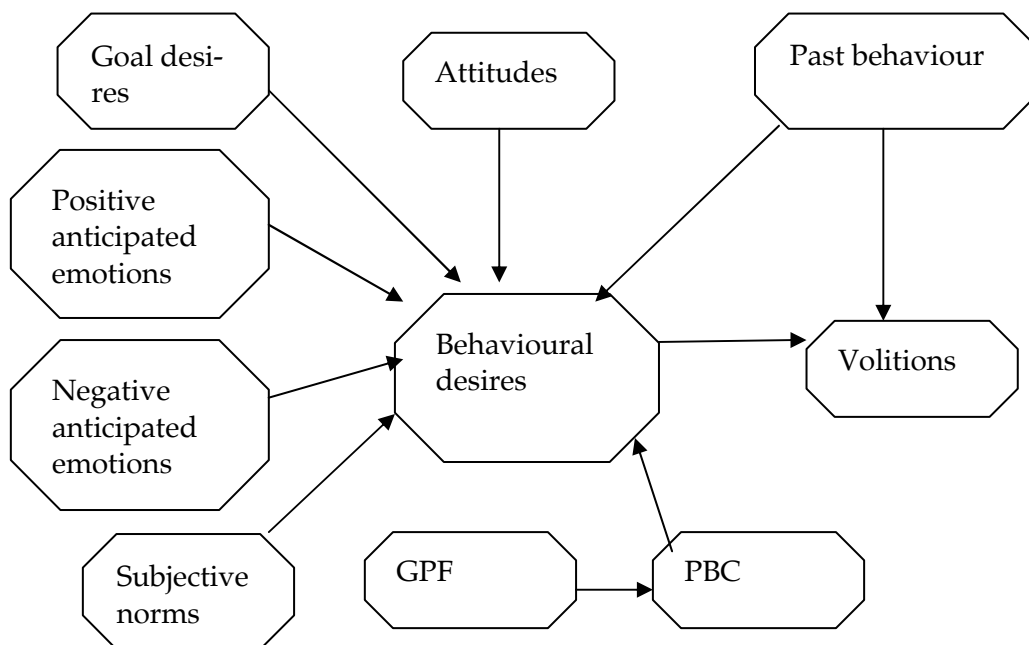 Goal desi-
res
Attitudes
Past behaviour
Positive
anticipated
emotions
Behavioural
desires
Volitions
Negative
anticipated
emotions
Subjective
norms
GPF
PBC